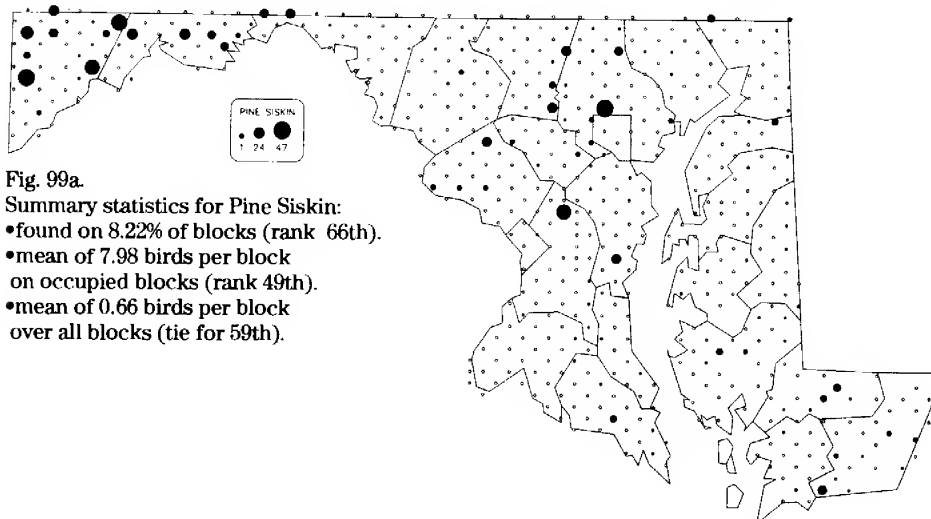 PINE SISKIN
1 24 47
Fig. 99a.
Summary statistics for Pine Siskin:
•found on 8.22% of blocks (rank 66th).
•mean of 7.98 birds per block
on occupied blocks (rank 49th).
•mean of 0.66 birds per block
over all blocks (tie for 59th).